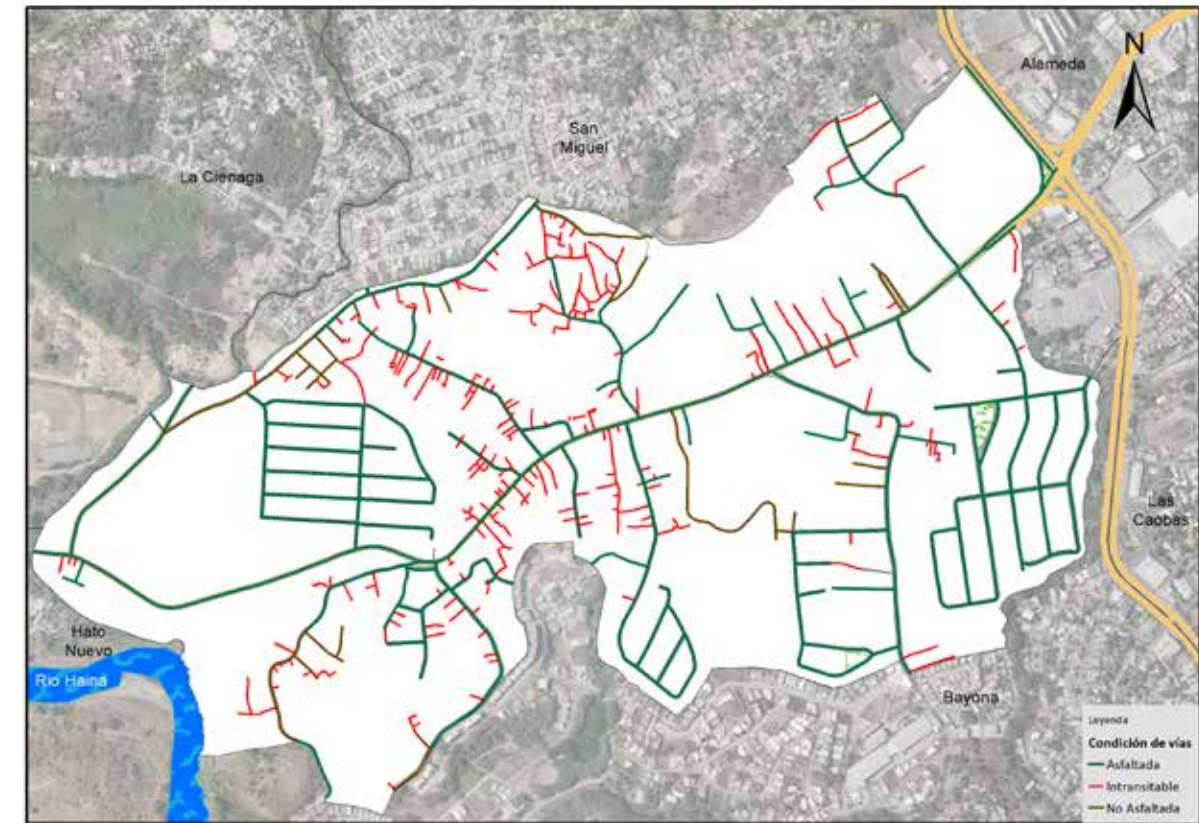 N
Alameda
San
Miguel
La Cienaga
Las
Caobas
Hato
Nuevo
Rio Haina
Bayona
Leyenda
Condición de vías
Asfaltada
Intransitable
No Asfaltada